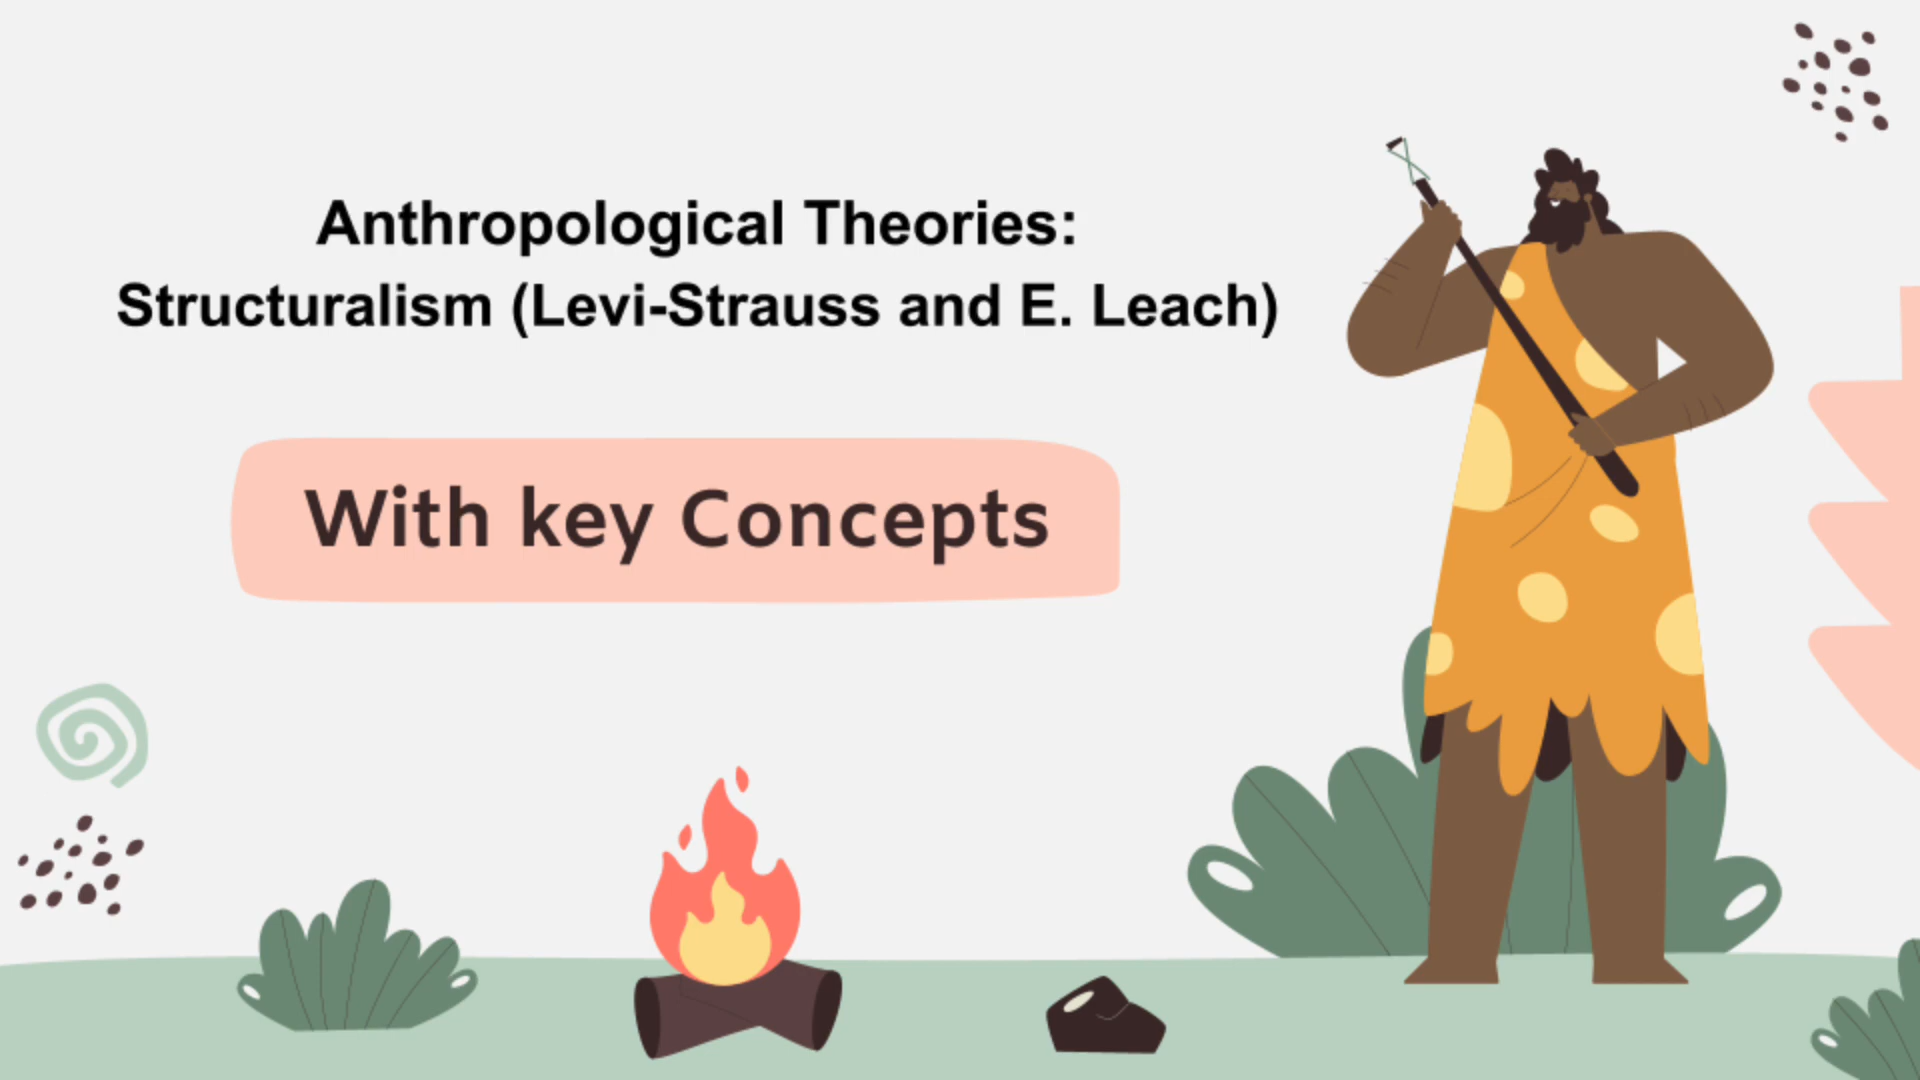 Anthropological Theories:
Structuralism (Levi-Strauss and E. Leach)
With key Concepts